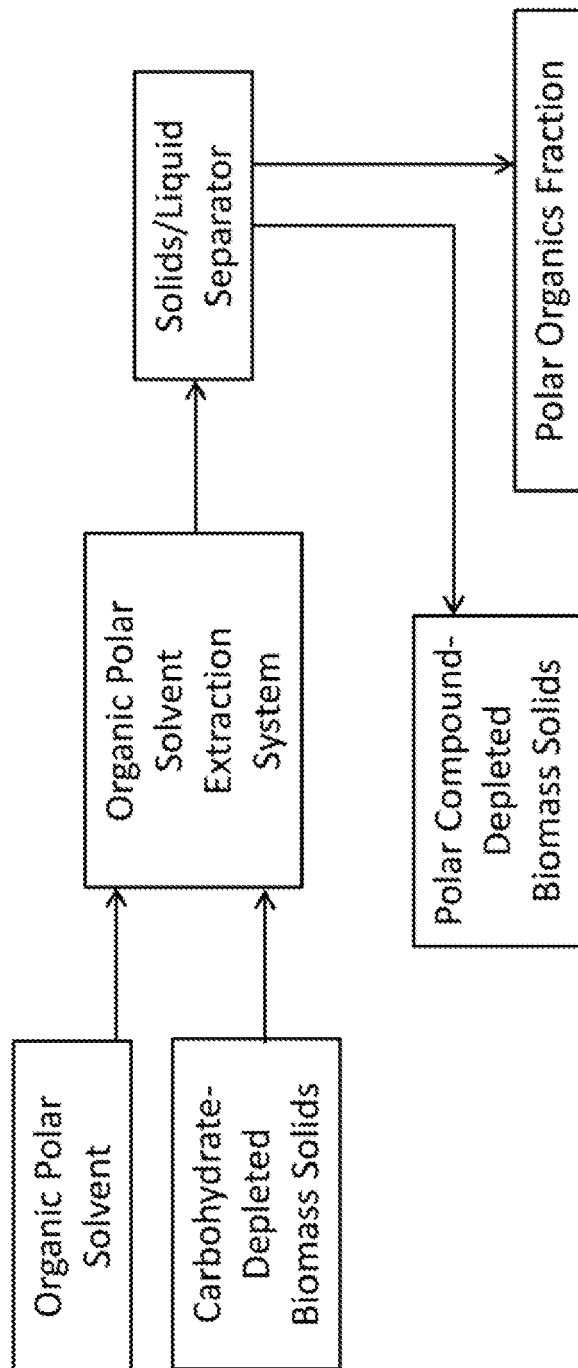 Organic Polar
Solvent
Carbohydrate-
Depleted
Biomass Solids
Organic Polar
Solvent
Extraction
System
Solids/Liquid
Separator
Polar Compound-
Depleted
Biomass Solids
Polar Organics Fraction